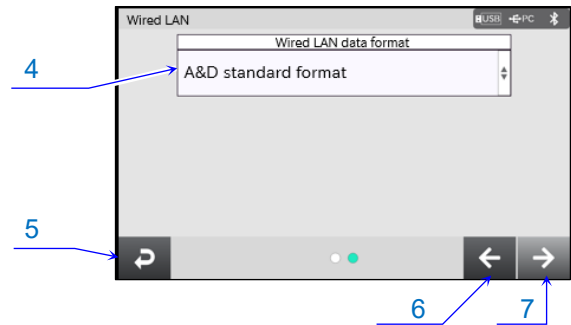 Wired LAN
USB PC
Wired LAN data format
4
A&D standard format
5
6
7